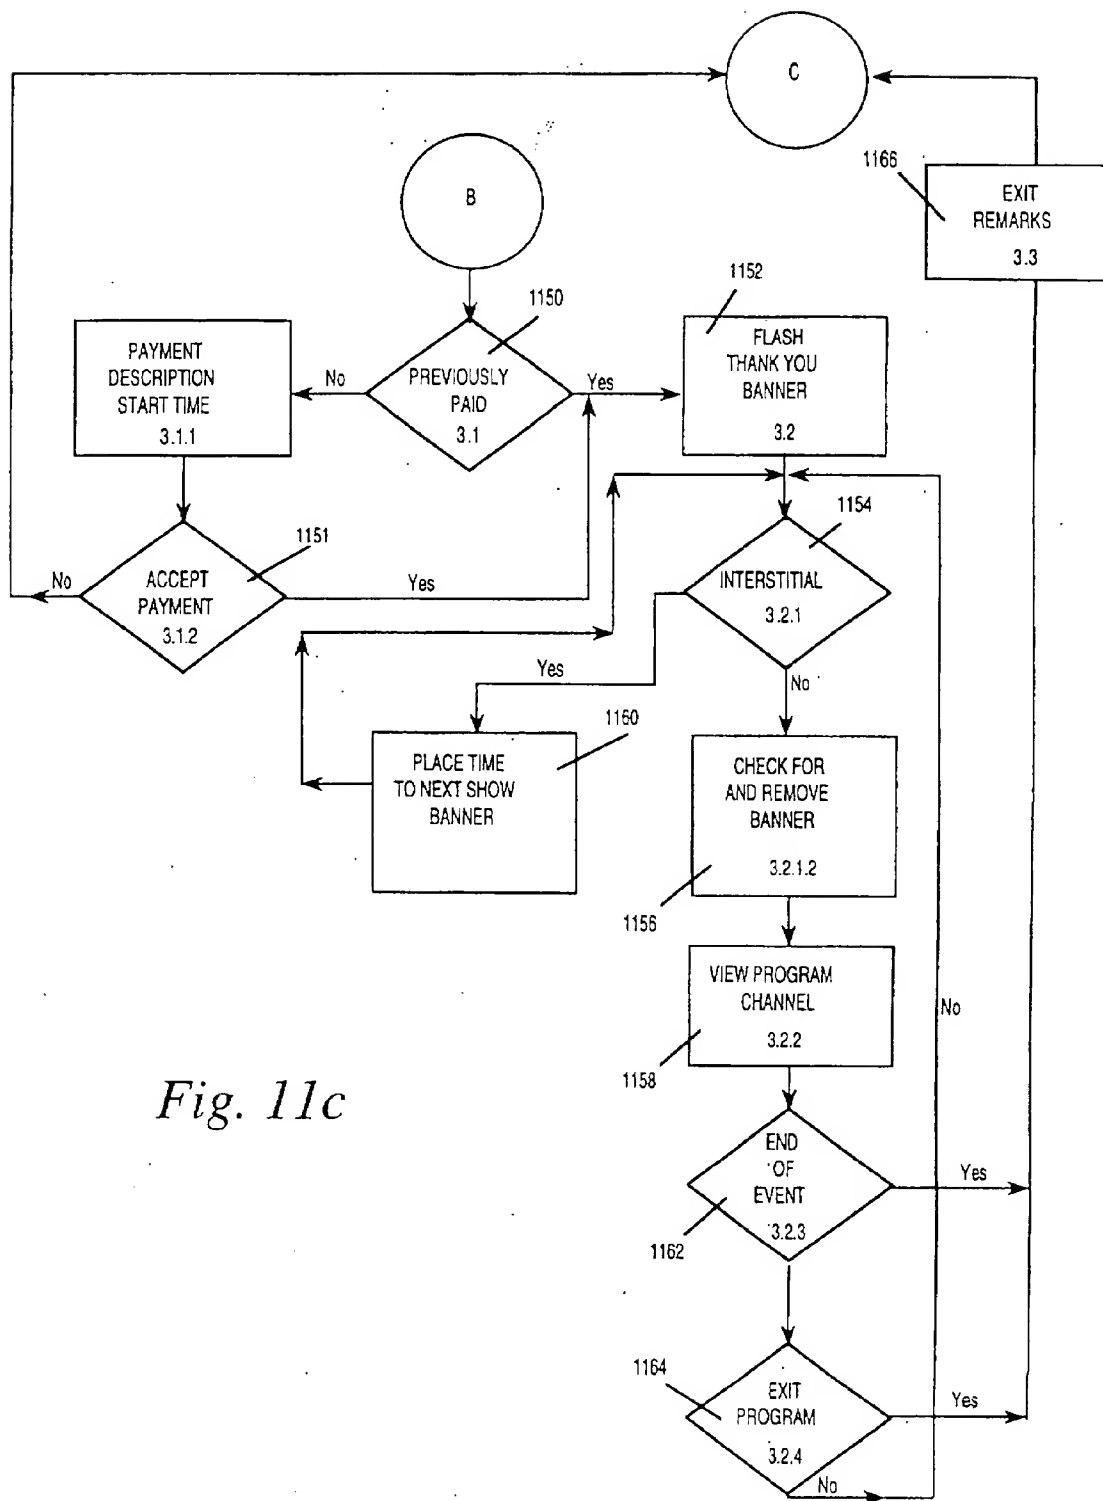 C
1166
EXIT
REMARKS
3.3
B
1150
1152
PAYMENT
DESCRIPTION
START TIME
3.1.1
No
PREVIOUSLY
PAID
3.1
Yes
FLASH
THANK YOU
BANNER
3.2
1151
1154
No
ACCEPT
PAYMENT
3.1.2
Yes
INTERSTITIAL
3.2.1
Yes
No
1160
PLACE TIME
TO NEXT SHOW
BANNER
CHECK FOR
AND REMOVE
BANNER
3.2.1.2
1156
VIEW PROGRAM
CHANNEL
3.2.2
No
1158
Fig. 11c
END
OF
EVENT
3.2.3
Yes
1162
1164
EXIT
PROGRAM
3.2.4
Yes
No